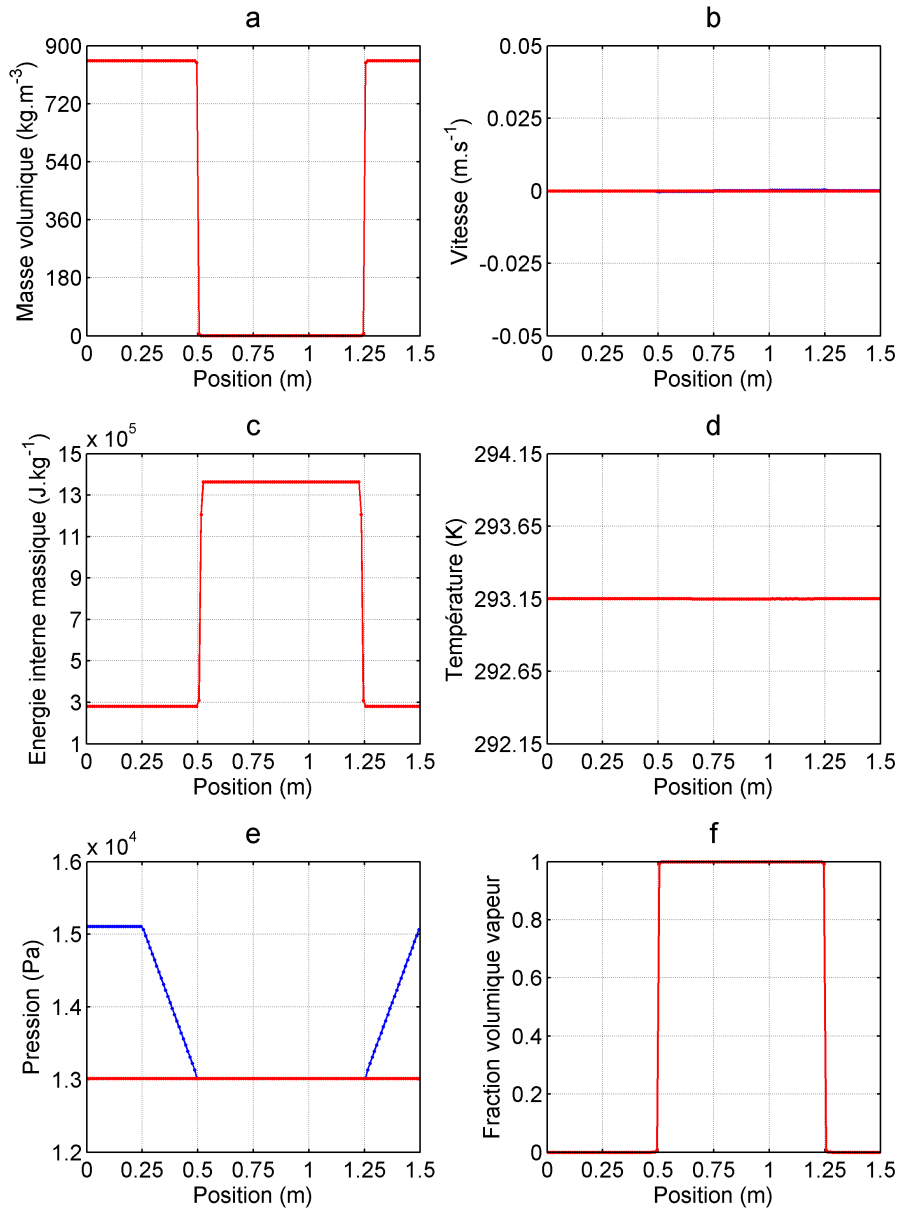 a
Masse volumique (kg.m⁻³)
900
720
540
360
180
0
0 0.25 0.5 0.75 1 1.25 1.5
Position (m)
b
Vitesse (m.s⁻¹)
0.05
0.025
0
-0.025
-0.05
0 0.25 0.5 0.75 1 1.25 1.5
Position (m)
c
x 10⁵
Energie interne massique (J.kg⁻¹)
15
13
11
9
7
5
3
1
0 0.25 0.5 0.75 1 1.25 1.5
Position (m)
d
Température (K)
294.15
293.65
293.15
292.65
292.15
0 0.25 0.5 0.75 1 1.25 1.5
Position (m)
e
x 10⁴
Pression (Pa)
1.6
1.5
1.4
1.3
1.2
0 0.25 0.5 0.75 1 1.25 1.5
Position (m)
f
Fraction volumique vapeur
1
0.8
0.6
0.4
0.2
0
0 0.25 0.5 0.75 1 1.25 1.5
Position (m)